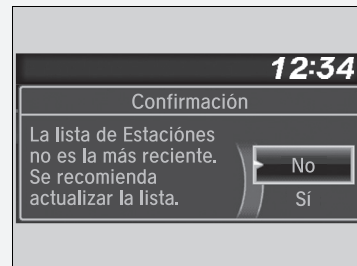 12:34
Confirmación
La lista de Estaciónes
no es la más reciente.
Se recomienda
actualizar la lista.
No
Sí